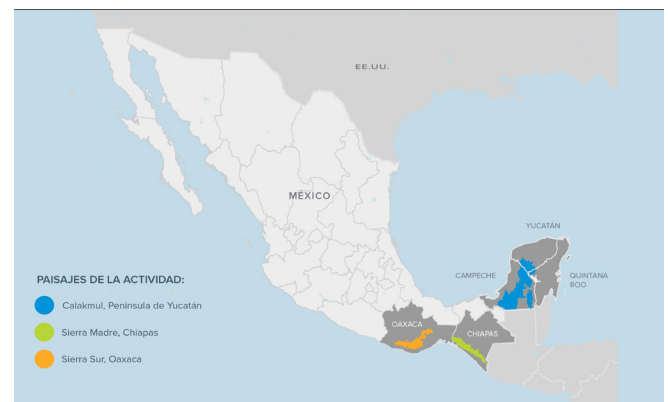 EE.UU.
MÉXICO
YUCATÁN
CAMPECHE
QUINTANA
ROO
OAXACA
CHIAPAS
PAISAJES DE LA ACTIVIDAD:
Calakmul, Península de Yucatán
Sierra Madre, Chiapas
Sierra Sur, Oaxaca